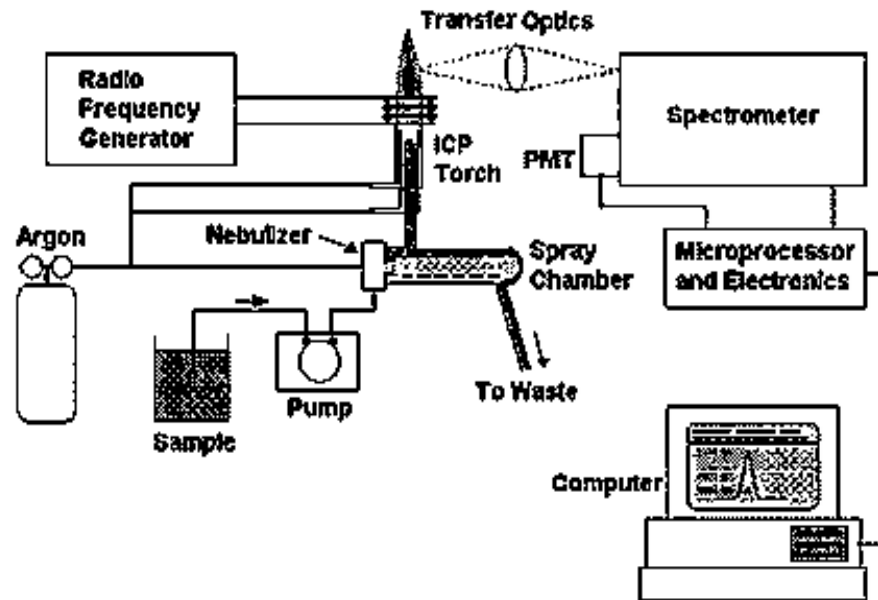 Transfer Optics
Radio
Frequency
Generator
Spectrometer
ICP
Torch
PMT
Argon
Nebulizer
Spray
Chamber
Microprocessor
and Electronics
Pump
To Waste
Sample
Computer